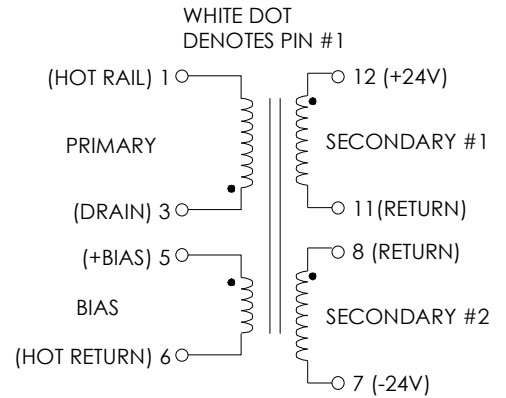 WHITE DOT
DENOTES PIN #1
(HOT RAIL) 1
12 (+24V)
PRIMARY
SECONDARY #1
(DRAIN) 3
11(RETURN)
(+BIAS) 5
8 (RETURN)
BIAS
SECONDARY #2
(HOT RETURN) 6
7 (-24V)